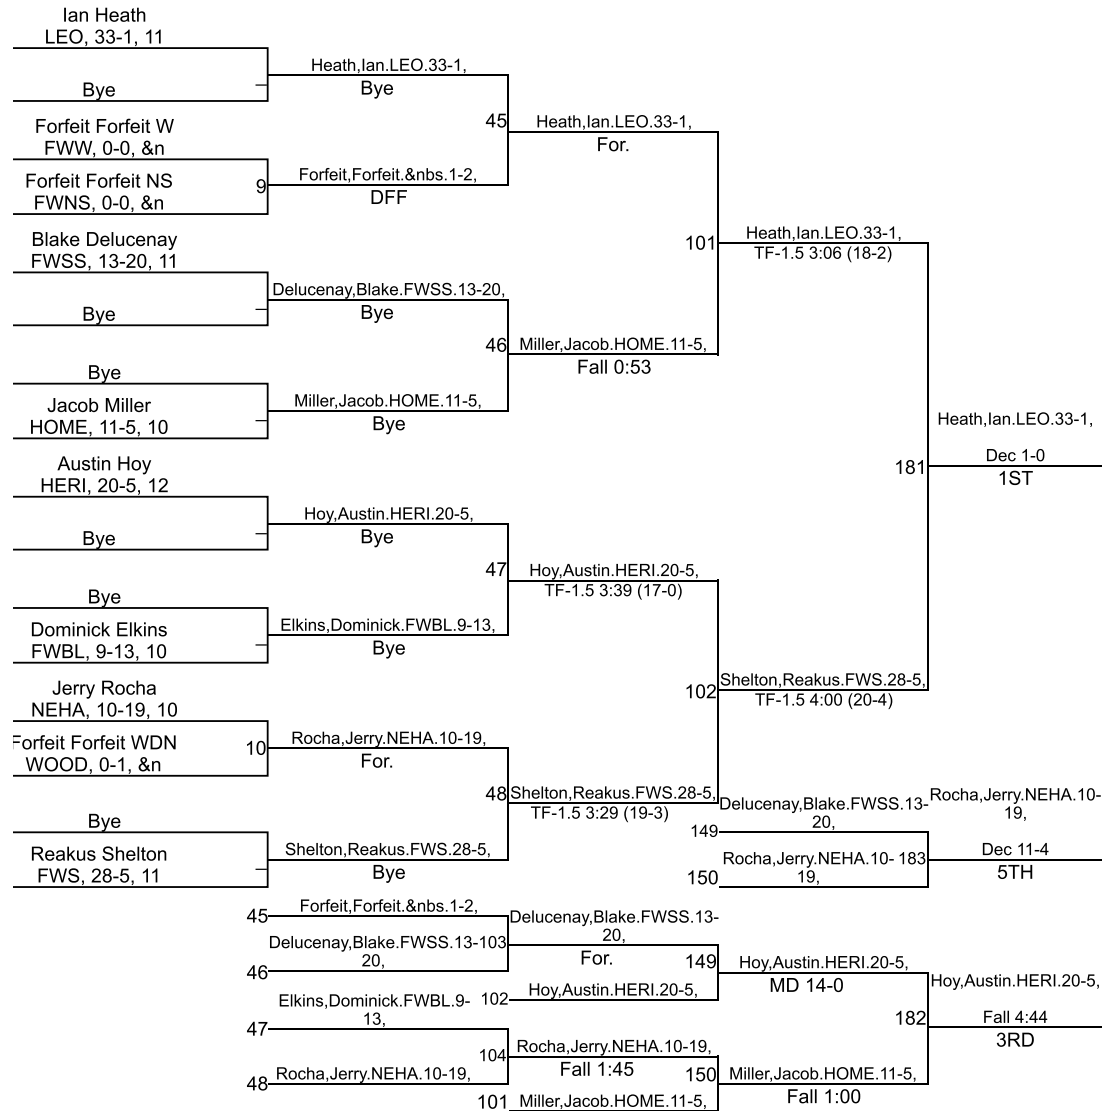 Ian Heath
LEO, 33-1, 11
Bye
Heath,Ian.LEO.33-1,
Bye
Forfeit Forfeit W
FWW, 0-0, &n
Forfeit Forfeit NS
FWNS, 0-0, &n
9
Forfeit,Forfeit.&nbs.1-2,
DFF
45
Heath,Ian.LEO.33-1,
For.
Blake Delucenay
FWSS, 13-20, 11
Bye
Delucenay,Blake.FWSS.13-20,
Bye
Bye
Jacob Miller
HOME, 11-5, 10
Miller,Jacob.HOME.11-5,
Bye
46
Miller,Jacob.HOME.11-5,
Fall 0:53
101
Heath,Ian.LEO.33-1,
TF-1.5 3:06 (18-2)
Austin Hoy
HERI, 20-5, 12
Bye
Hoy,Austin.HERI.20-5,
Bye
Bye
Dominick Elkins
FWBL, 9-13, 10
Elkins,Dominick.FWBL.9-13,
Bye
47
Hoy,Austin.HERI.20-5,
TF-1.5 3:39 (17-0)
Jerry Rocha
NEHA, 10-19, 10
Forfeit Forfeit WDN
WOOD, 0-1, &n
10
Rocha,Jerry.NEHA.10-19,
For.
Bye
Reakus Shelton
FWS, 28-5, 11
Shelton,Reakus.FWS.28-5,
Bye
48
Shelton,Reakus.FWS.28-5,
TF-1.5 3:29 (19-3)
102
Shelton,Reakus.FWS.28-5,
TF-1.5 4:00 (20-4)
181
Heath,Ian.LEO.33-1,
Dec 1-0
1ST
Delucenay,Blake.FWSS.13-
20,
149
Rocha,Jerry.NEHA.10-
19,
150
183
Rocha,Jerry.NEHA.10-
19,
Dec 11-4
5TH
45
Forfeit,Forfeit.&nbs.1-2,
46
Delucenay,Blake.FWSS.13-
20,
103
Delucenay,Blake.FWSS.13-
20,
For.
102
Hoy,Austin.HERI.20-5,
149
Hoy,Austin.HERI.20-5,
MD 14-0
47
Elkins,Dominick.FWBL.9-
13,
48
Rocha,Jerry.NEHA.10-19,
104
Rocha,Jerry.NEHA.10-19,
Fall 1:45
101
Miller,Jacob.HOME.11-5,
150
Miller,Jacob.HOME.11-5,
Fall 1:00
182
Hoy,Austin.HERI.20-5,
Fall 4:44
3RD